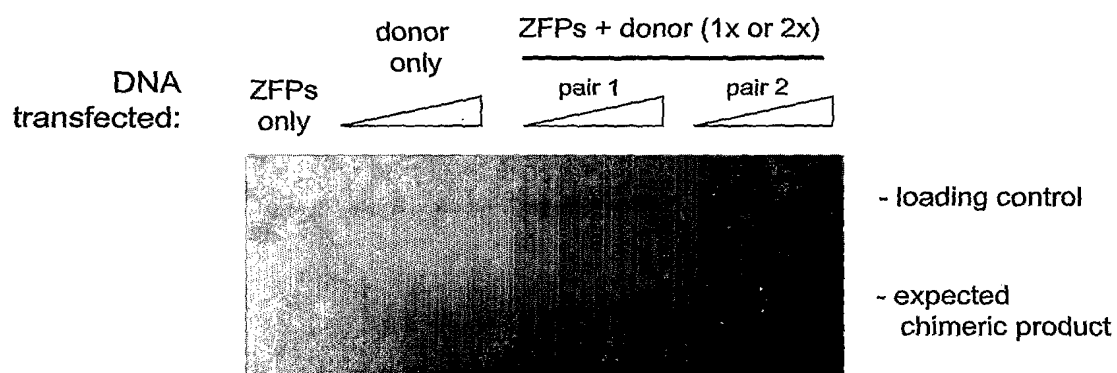 donor
only
ZFPs + donor (1x or 2x)
DNA
transfected:
ZFPs
only
pair 1
pair 2
- loading control
- expected
chimeric product